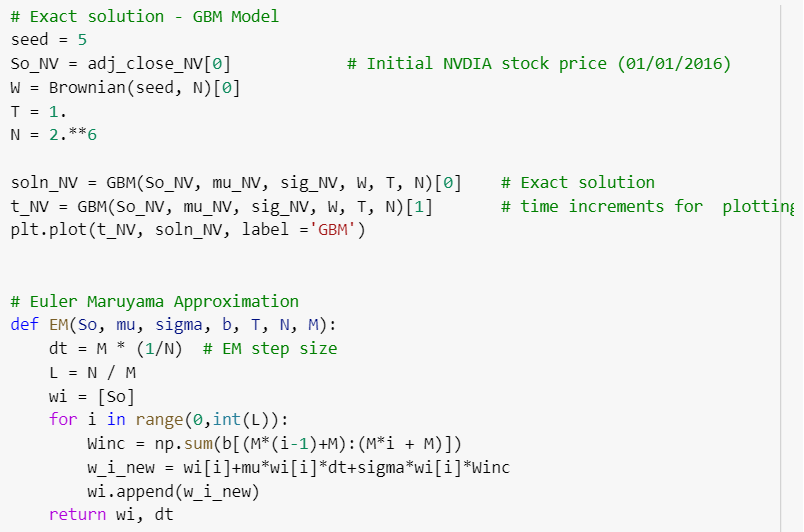 # Exact solution - GBM Model
seed = 5
So_NV = adj_close_NV[0]            # Initial NVDIA stock price (01/01/2016)
W = Brownian(seed, N)[0]
T = 1.
N = 2.**6
soln_NV = GBM(So_NV, mu_NV, sig_NV, W, T, N)[0]    # Exact solution
t_NV = GBM(So_NV, mu_NV, sig_NV, W, T, N)[1]       # time increments for  plotting
plt.plot(t_NV, soln_NV, label ='GBM')
# Euler Maruyama Approximation
def EM(So, mu, sigma, b, T, N, M):
    dt = M * (1/N)  # EM step size
    L = N / M
    wi = [So]
    for i in range(0,int(L)):
        Winc = np.sum(b[(M*(i-1)+M):(M*i + M)])
        w_i_new = wi[i]+mu*wi[i]*dt+sigma*wi[i]*Winc
        wi.append(w_i_new)
    return wi, dt